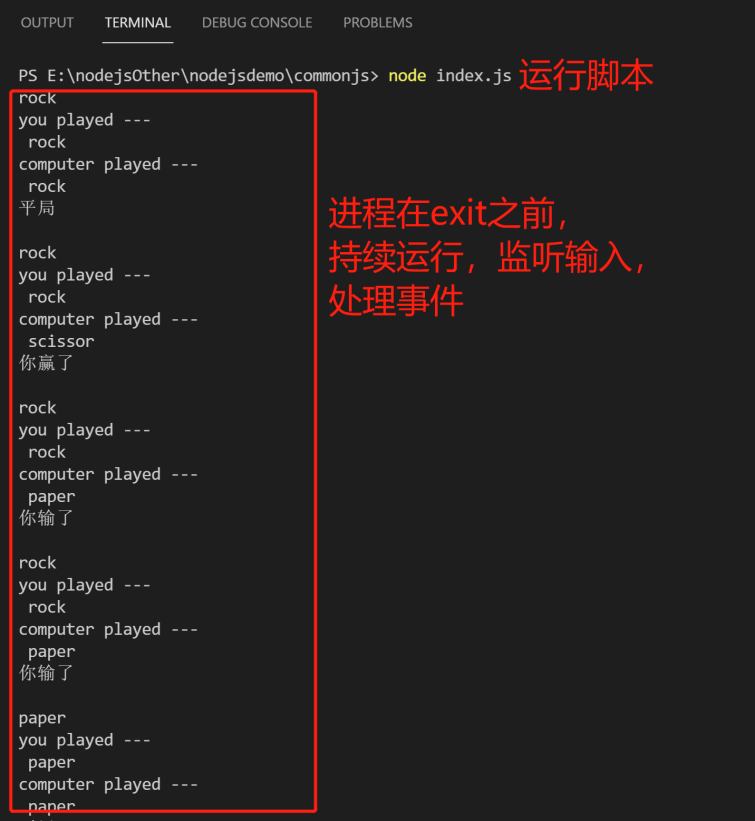 OUTPUT TERMINAL DEBUG CONSOLE PROBLEMS
PS E:\nodejsOther\nodejsdemo\commonjs> node index.js 运行脚本
rock
you played ---
rock
computer played ---
rock
平局
进程在exit之前，
持续运行，监听输入，
处理事件
rock
you played ---
rock
computer played ---
scissor
你赢了
rock
you played ---
rock
computer played ---
paper
你输了
rock
you played ---
rock
computer played ---
paper
你输了
paper
you played ---
paper
computer played ---
paper